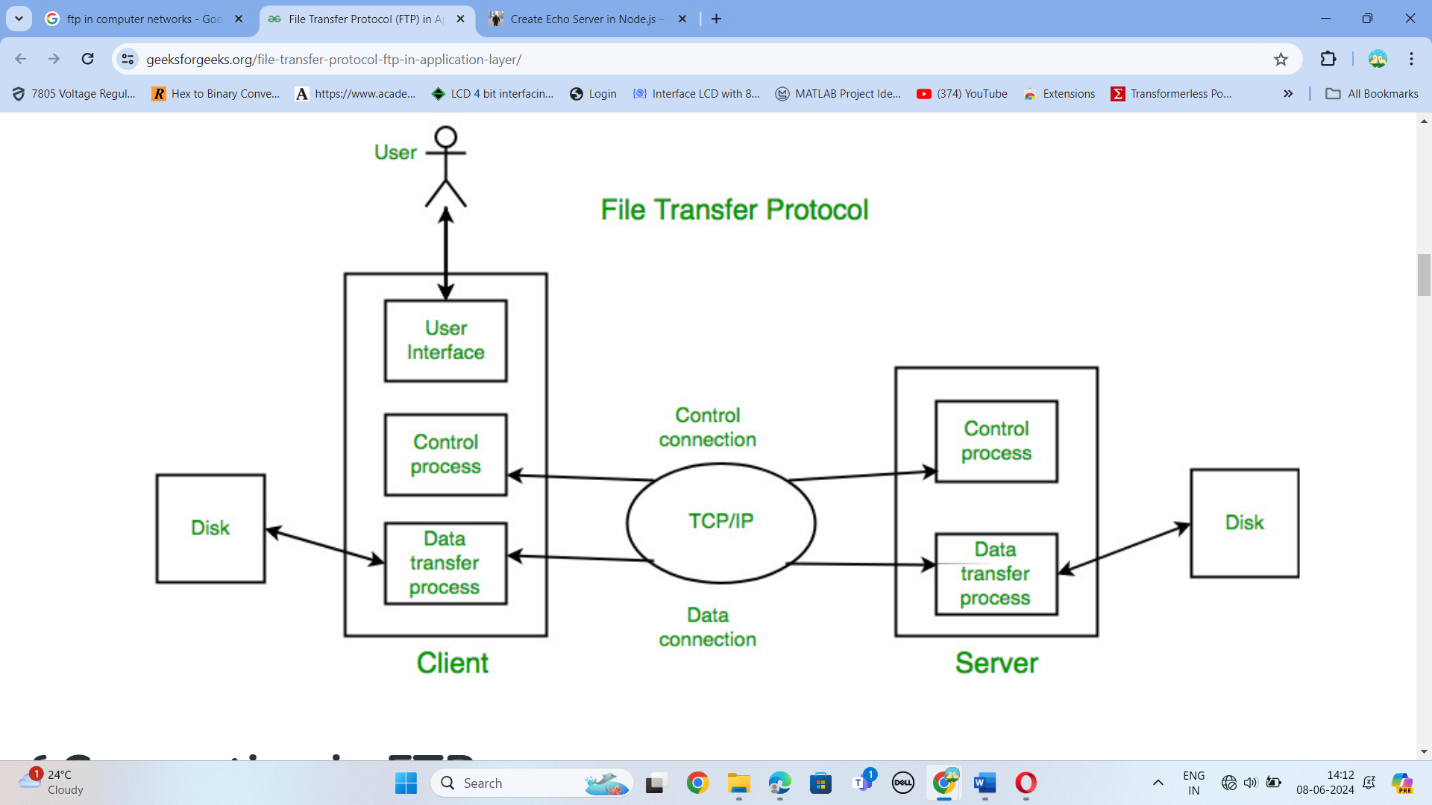 ftp in computer networks - Goo
File Transfer Protocol (FTP) in A
Create Echo Server in Node.js –
geeksforgeeks.org/file-transfer-protocol-ftp-in-application-layer/
7805 Voltage Regul...
Hex to Binary Conve...
https://www.acade...
LCD 4 bit interfacin...
Login
Interface LCD with 8...
MATLAB Project Ide...
(374) YouTube
Extensions
Transformerless Po...
»
All Bookmarks
User
File Transfer Protocol
User
Interface
Control
process
Data
transfer
process
Disk
Client
Control
connection
TCP/IP
Data
connection
Control
process
Data
transfer
process
Disk
Server
1
24°C
Cloudy
Search
1
DELL
ENG
IN
14:12
08-06-2024
PRE